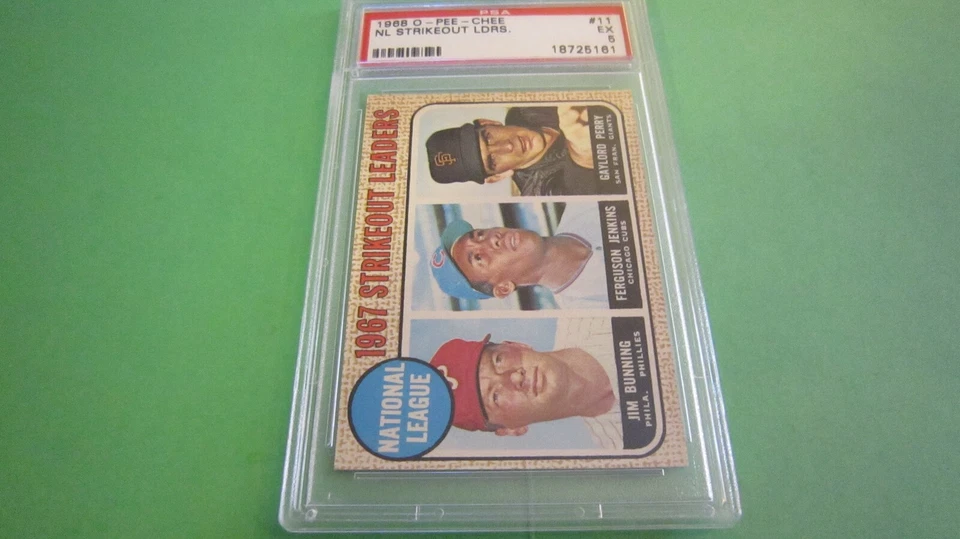 PSA
1968 O-PEE-CHEE #11
NL STRIKEOUT LDRS. EX
5
18725161
1967 STRIKEOUT LEADERS
NATIONAL
LEAGUE
JIM BUNNING
PHILA. PHILLIES
FERGUSON JENKINS
CHICAGO CUBS
GAYLORD PERRY
SAN FRAN. GIANTS
SF
C
P